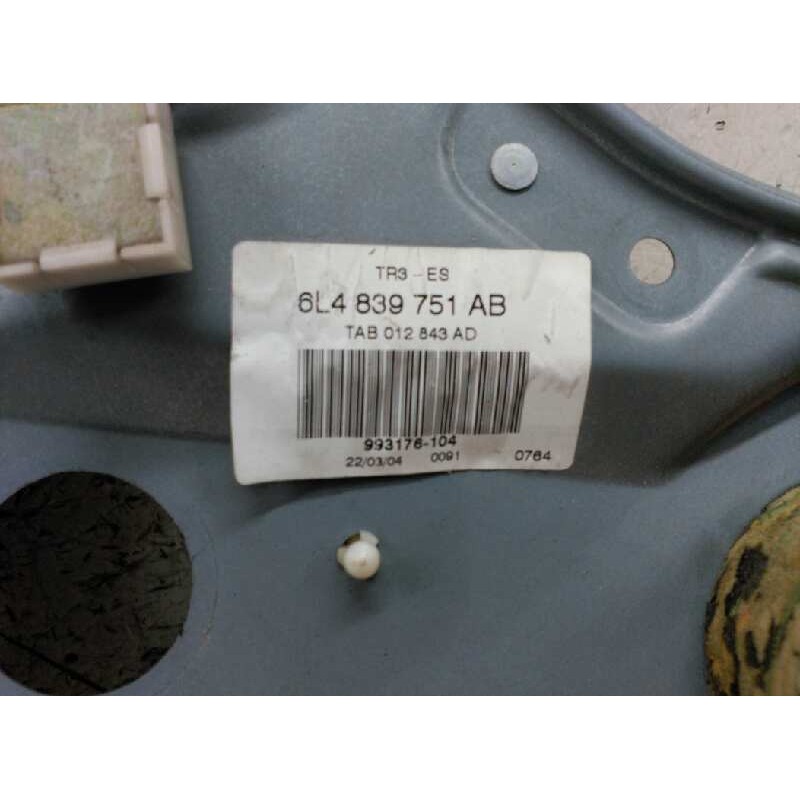 TR3 - ES
6L4 839 751 AB
TAB 012 843 AD
993176-104
22/03/04 0091 0764